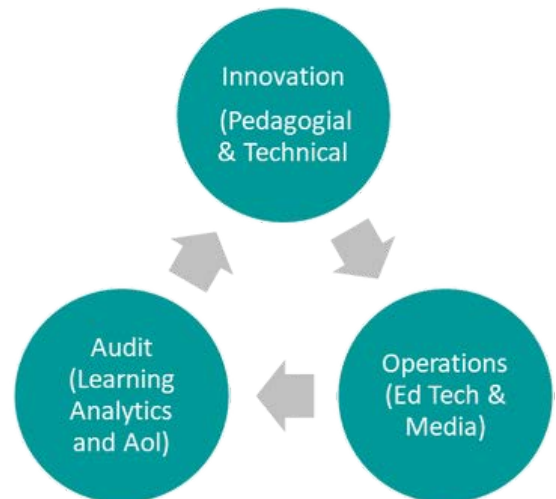 Innovation
(Pedagogial
& Technical
Operations
(Ed Tech &
Media)
Audit
(Learning
Analytics
and AoI)